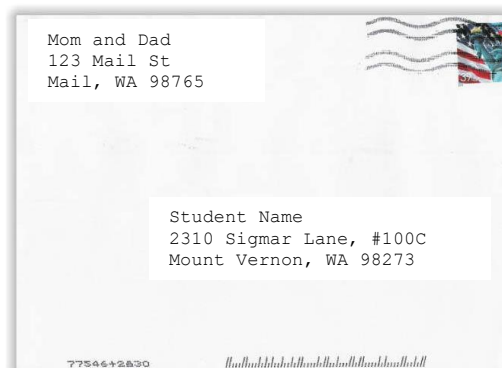 Mom and Dad
123 Mail St
Mail, WA 98765
Student Name
2310 Sigmar Lane, #100C
Mount Vernon, WA 98273
77546+2830